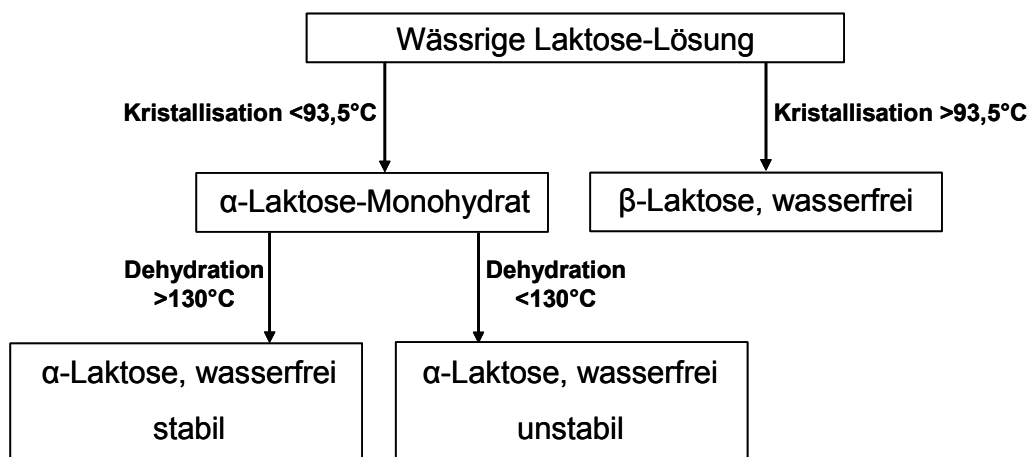 Wässrige Laktose-Lösung
Kristallisation <93,5°C
Kristallisation >93,5°C
α-Laktose-Monohydrat
β-Laktose, wasserfrei
Dehydration
>130°C
Dehydration
<130°C
α-Laktose, wasserfrei
stabil
α-Laktose, wasserfrei
unstabil